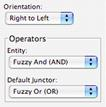 Orientation:
Right to Left
Operators
Entity:
Fuzzy And (AND)
Default Junctor:
Fuzzy Or (OR)